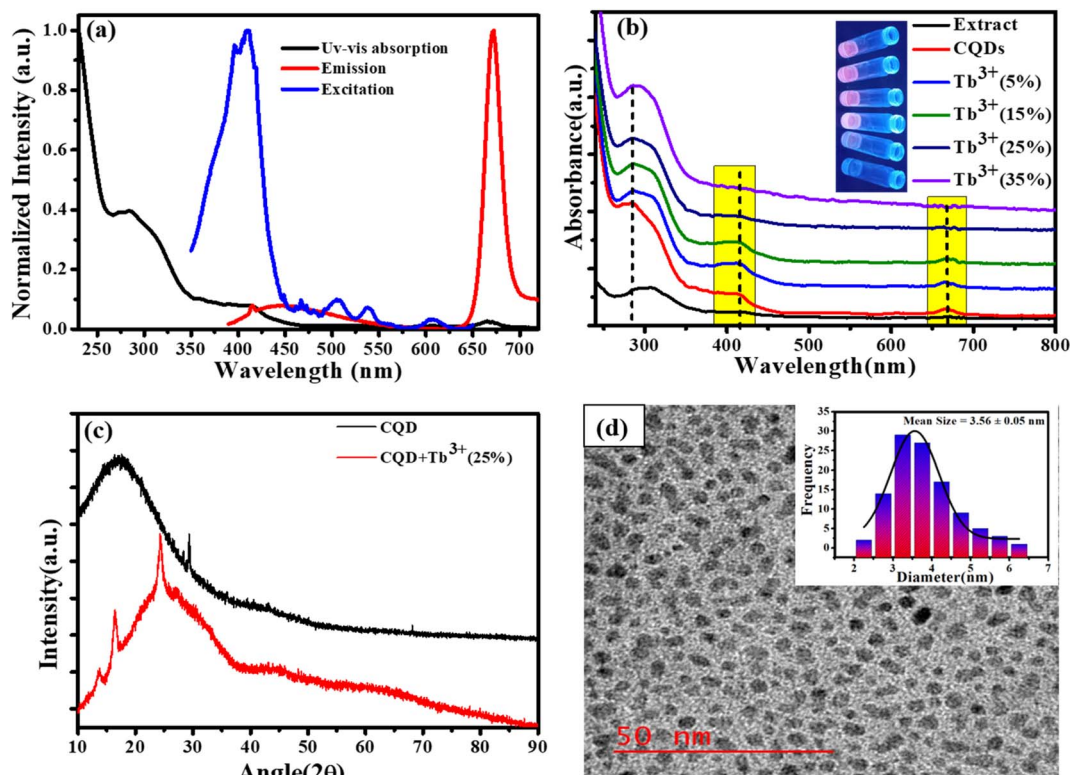 (a)
Uv-vis absorption
Emission
Excitation
Normalized Intensity (a.u.)
1.0
0.8
0.6
0.4
0.2
0.0
250 300 350 400 450 500 550 600 650 700
Wavelength (nm)
(b)
Extract
CQDs
Tb3+(5%)
Tb3+(15%)
Tb3+(25%)
Tb3+(35%)
Absorbance(a.u.)
300 400 500 600 700 800
Wavelength(nm)
(c)
CQD
CQD+Tb3+(25%)
Intensity(a.u.)
10 20 30 40 50 60 70 80 90
Angle(2θ)
(d)
Mean Size = 3.56 ± 0.05 nm
Frequency
35
30
25
20
15
10
5
0
1 2 3 4 5 6 7
Diameter(nm)
50 nm